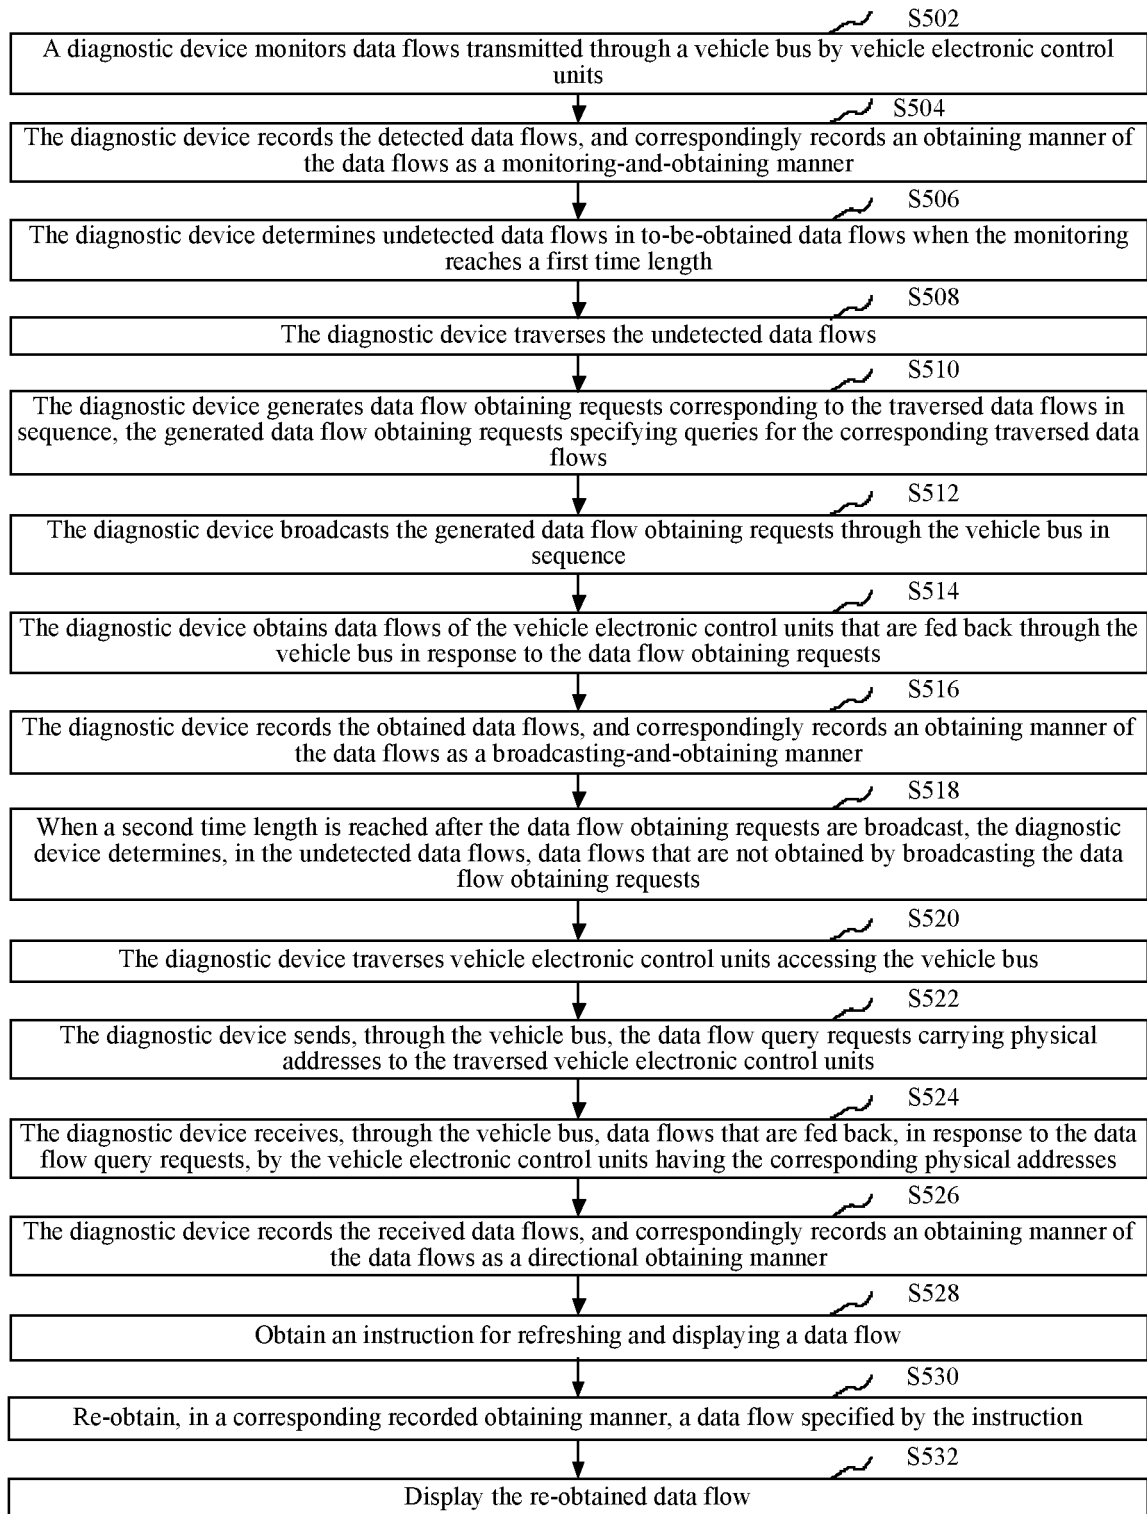 S502
A diagnostic device monitors data flows transmitted through a vehicle bus by vehicle electronic control
units
S504
The diagnostic device records the detected data flows, and correspondingly records an obtaining manner of
the data flows as a monitoring-and-obtaining manner
S506
The diagnostic device determines undetected data flows in to-be-obtained data flows when the monitoring
reaches a first time length
S508
The diagnostic device traverses the undetected data flows
S510
The diagnostic device generates data flow obtaining requests corresponding to the traversed data flows in
sequence, the generated data flow obtaining requests specifying queries for the corresponding traversed data
flows
S512
The diagnostic device broadcasts the generated data flow obtaining requests through the vehicle bus in
sequence
S514
The diagnostic device obtains data flows of the vehicle electronic control units that are fed back through the
vehicle bus in response to the data flow obtaining requests
S516
The diagnostic device records the obtained data flows, and correspondingly records an obtaining manner of
the data flows as a broadcasting-and-obtaining manner
S518
When a second time length is reached after the data flow obtaining requests are broadcast, the diagnostic
device determines, in the undetected data flows, data flows that are not obtained by broadcasting the data
flow obtaining requests
S520
The diagnostic device traverses vehicle electronic control units accessing the vehicle bus
S522
The diagnostic device sends, through the vehicle bus, the data flow query requests carrying physical
addresses to the traversed vehicle electronic control units
S524
The diagnostic device receives, through the vehicle bus, data flows that are fed back, in response to the data
flow query requests, by the vehicle electronic control units having the corresponding physical addresses
S526
The diagnostic device records the received data flows, and correspondingly records an obtaining manner of
the data flows as a directional obtaining manner
S528
Obtain an instruction for refreshing and displaying a data flow
S530
Re-obtain, in a corresponding recorded obtaining manner, a data flow specified by the instruction
S532
Display the re-obtained data flow